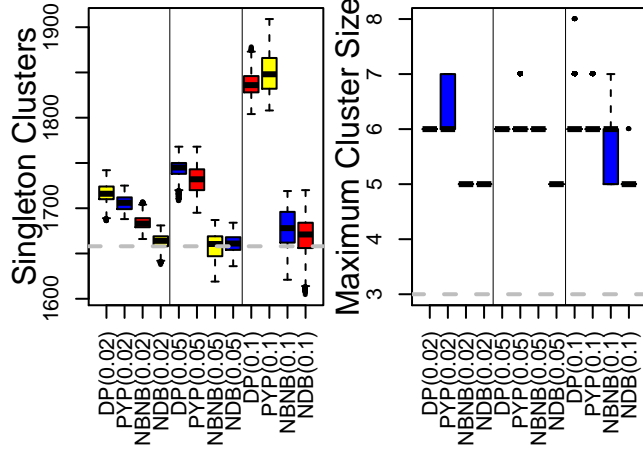 Singleton Clusters
1600
1700
1800
1900
DP(0.02)
PYP(0.02)
NBNB(0.02)
NDB(0.02)
DP(0.05)
PYP(0.05)
NBNB(0.05)
NDB(0.05)
DP(0.1)
PYP(0.1)
NBNB(0.1)
NDB(0.1)
Maximum Cluster Size
3
4
5
6
7
8
DP(0.02)
PYP(0.02)
NBNB(0.02)
NDB(0.02)
DP(0.05)
PYP(0.05)
NBNB(0.05)
NDB(0.05)
DP(0.1)
PYP(0.1)
NBNB(0.1)
NDB(0.1)